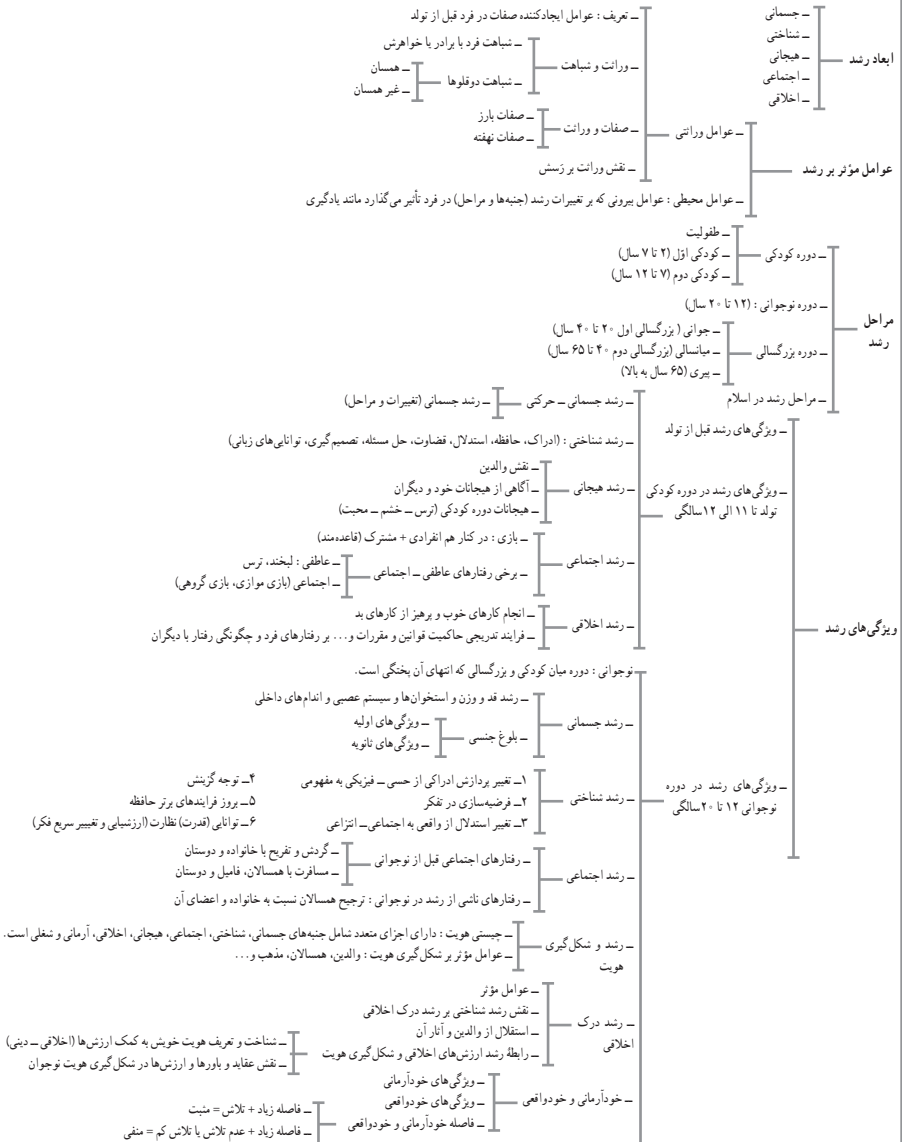 ابعاد رشد
ـ جسمانی
ـ شناختی
ـ هیجانی
ـ اجتماعی
ـ اخلاقی
عوامل مؤثر بر رشد
ـ عوامل وراثتی
ـ تعریف : عوامل ایجادکننده صفات در فرد قبل از تولد
ـ وراثت و شباهت
ـ شباهت فرد با برادر یا خواهرش
ـ شباهت دوقلوها
ـ همسان
ـ غیر همسان
ـ صفات و وراثت
ـ صفات بارز
ـ صفات نهفته
ـ نقش وراثت بر رَسش
ـ عوامل محیطی : عوامل بیرونی که بر تغییرات رشد (جنبه‌ها و مراحل) در فرد تأثیر می‌گذارد مانند یادگیری
مراحل
رشد
ـ دوره کودکی
ـ طفولیت
ـ کودکی اوّل (۲ تا ۷ سال)
ـ کودکی دوم (۷ تا ۱۲ سال)
ـ دوره نوجوانی : (۱۲ تا ۲۰ سال)
ـ دوره بزرگسالی
ـ جوانی ( بزرگسالی اول ۲۰ تا ۴۰ سال)
ـ میانسالی (بزرگسالی دوم ۴۰ تا ۶۵ سال)
ـ پیری (۶۵ سال به بالا)
ـ مراحل رشد در اسلام
ویژگی‌های رشد
ـ ویژگی‌های رشد قبل از تولد
ـ ویژگی‌های رشد در دوره کودکی
تولد تا ۱۱ الی ۱۲سالگی
ـ رشد جسمانی ـ حرکتی
ـ رشد جسمانی (تغییرات و مراحل)
ـ رشد شناختی : (ادراک، حافظه، استدلال، قضاوت، حل مسئله، تصمیم‌گیری، توانایی‌های زبانی)
ـ رشد هیجانی
ـ نقش والدین
ـ آگاهی از هیجانات خود و دیگران
ـ هیجانات دوره کودکی (ترس ـ خشم ـ محبت)
ـ رشد اجتماعی
ـ بازی : در کنار هم انفرادی + مشترک (قاعده‌مند)
ـ برخی رفتارهای عاطفی ـ اجتماعی
ـ عاطفی : لبخند، ترس
ـ اجتماعی (بازی موازی، بازی گروهی)
ـ رشد اخلاقی
ـ انجام کارهای خوب و پرهیز از کارهای بد
ـ فرایند تدریجی حاکمیت قوانین و مقررات و... بر رفتارهای فرد و چگونگی رفتار با دیگران
ـ ویژگی‌های رشد در دوره
نوجوانی ۱۲ تا ۲۰سالگی
نوجوانی : دوره میان کودکی و بزرگسالی که انتهای آن پختگی است.
ـ رشد جسمانی
ـ رشد قد و وزن و استخوان‌ها و سیستم عصبی و اندام‌های داخلی
ـ بلوغ جنسی
ـ ویژگی‌های اولیه
ـ ویژگی‌های ثانویه
ـ رشد شناختی
۱ـ تغییر پردازش ادراکی از حسی ـ فیزیکی به مفهومی
۲ـ فرضیه‌سازی در تفکر
۳ـ تغییر استدلال از واقعی به اجتماعی ـ انتزاعی
۴ـ توجه گزینش
۵ـ بروز فرایندهای برتر حافظه
۶ـ توانایی (قدرت) نظارت (ارزشیابی و تغییر سریع فکر)
ـ رشد اجتماعی
ـ رفتارهای اجتماعی قبل از نوجوانی
ـ گردش و تفریح با خانواده و دوستان
ـ مسافرت با همسالان، فامیل و دوستان
ـ رفتارهای ناشی از رشد در نوجوانی : ترجیح همسالان نسبت به خانواده و اعضای آن
ـ رشد و شکل‌گیری
هویت
ـ چیستی هویت : دارای اجزای متعدد شامل جنبه‌های جسمانی، شناختی، اجتماعی، هیجانی، اخلاقی، آرمانی و شغلی است.
ـ عوامل مؤثر بر شکل‌گیری هویت : والدین، همسالان، مذهب و...
ـ رشد درک
اخلاقی
ـ عوامل مؤثر
ـ نقش رشد شناختی بر رشد درک اخلاقی
ـ استقلال از والدین و آثار آن
ـ رابطهٔ رشد ارزش‌های اخلاقی و شکل‌گیری هویت
ـ شناخت و تعریف هویت خویش به کمک ارزش‌ها (اخلاقی ـ دینی)
ـ نقش عقاید و باورها و ارزش‌ها در شکل‌گیری هویت نوجوان
ـ خودآرمانی و خودواقعی
ـ ویژگی‌های خودآرمانی
ـ ویژگی‌های خودواقعی
ـ فاصله خودآرمانی و خودواقعی
ـ فاصله زیاد + تلاش = مثبت
ـ فاصله زیاد + عدم تلاش یا تلاش کم = منفی